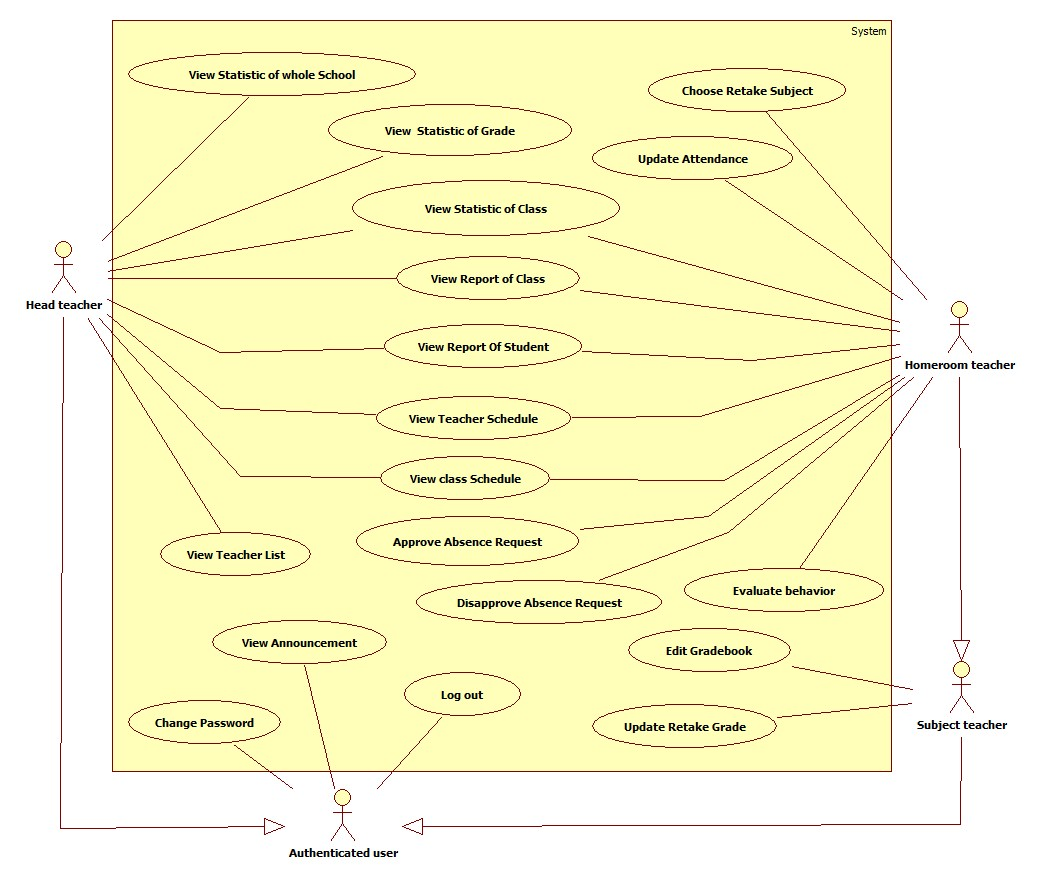 System
View Statistic of whole School
Choose Retake Subject
View  Statistic of Grade
Update Attendance
View Statistic of Class
View Report of Class
Head teacher
View Report Of Student
Homeroom teacher
View Teacher Schedule
View class Schedule
Approve Absence Request
View Teacher List
Disapprove Absence Request
Evaluate behavior
View Announcement
Edit Gradebook
Log out
Change Password
Update Retake Grade
Subject teacher
Authenticated user